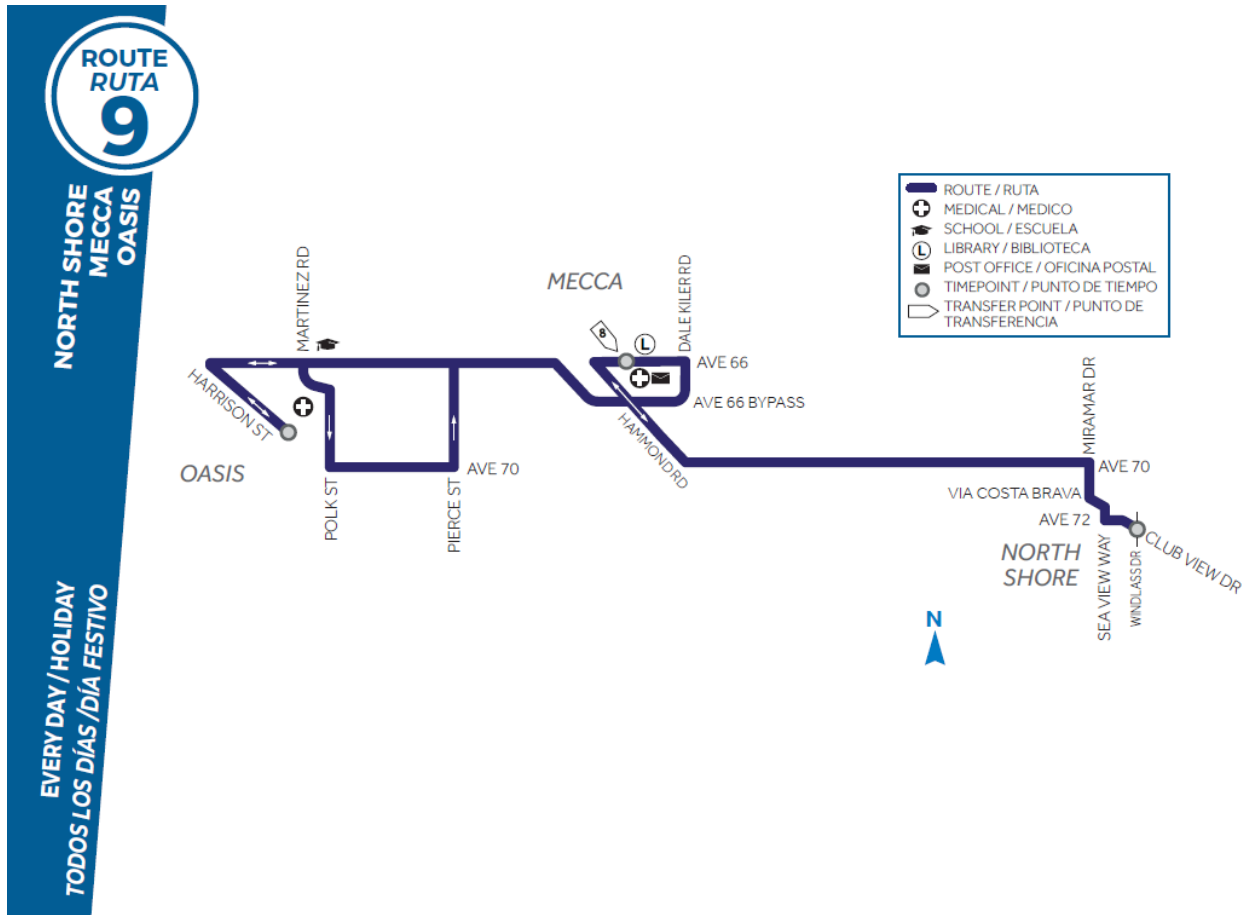 ROUTE
RUTA
9
NORTH SHORE
MECCA
OASIS
EVERY DAY / HOLIDAY
TODOS LOS DÍAS /DÍA FESTIVO
ROUTE / RUTA
MEDICAL / MEDICO
SCHOOL / ESCUELA
L
LIBRARY / BIBLIOTECA
POST OFFICE / OFICINA POSTAL
TIMEPOINT / PUNTO DE TIEMPO
TRANSFER POINT / PUNTO DE
TRANSFERENCIA
MARTINEZ RD
MECCA
DALE KILER RD
8
L
AVE 66
HARRISON ST
AVE 66 BYPASS
HAMMOND RD
MIRAMAR DR
OASIS
AVE 70
POLK ST
PIERCE ST
AVE 70
VIA COSTA BRAVA
AVE 72
NORTH
SHORE
SEA VIEW WAY
WINDLASS DR
CLUB VIEW DR
N